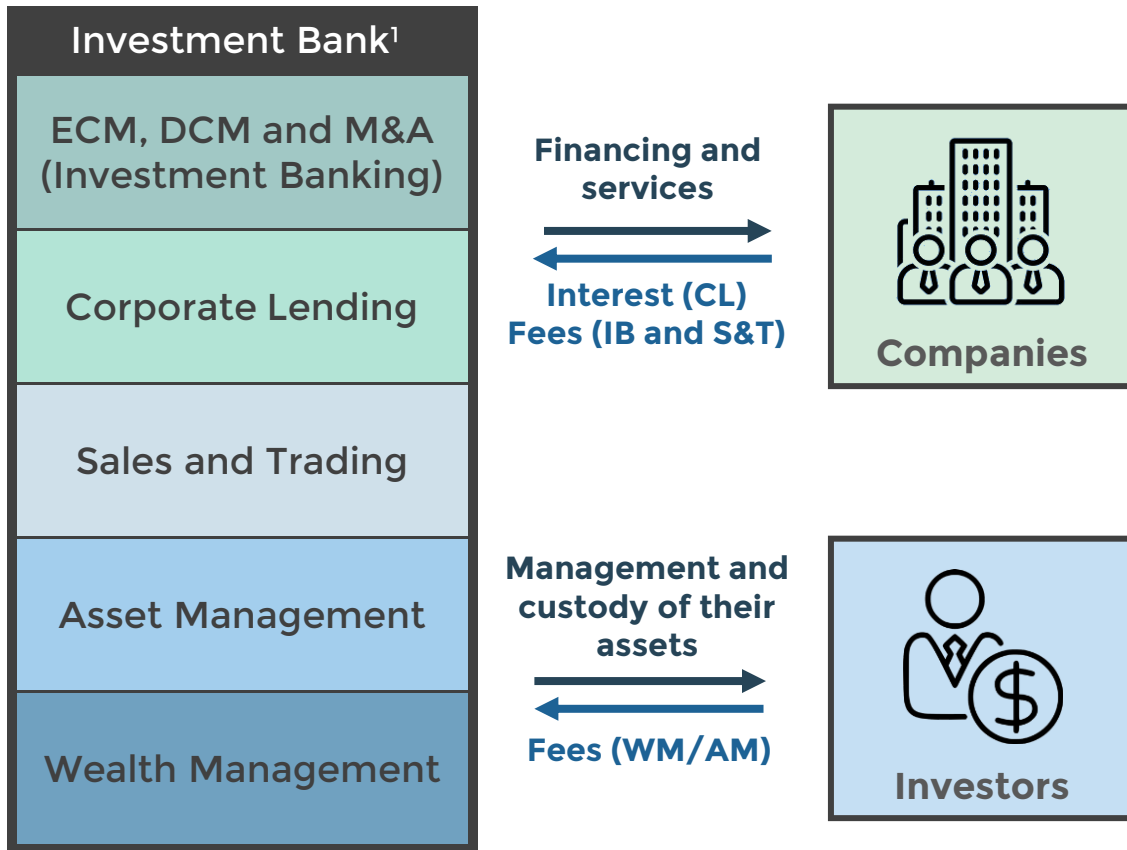 Investment Bank¹
ECM, DCM and M&A
(Investment Banking)
Corporate Lending
Sales and Trading
Asset Management
Wealth Management
Financing and
services
Interest (CL)
Fees (IB and S&T)
Companies
Management and
custody of their
assets
Fees (WM/AM)
$
Investors